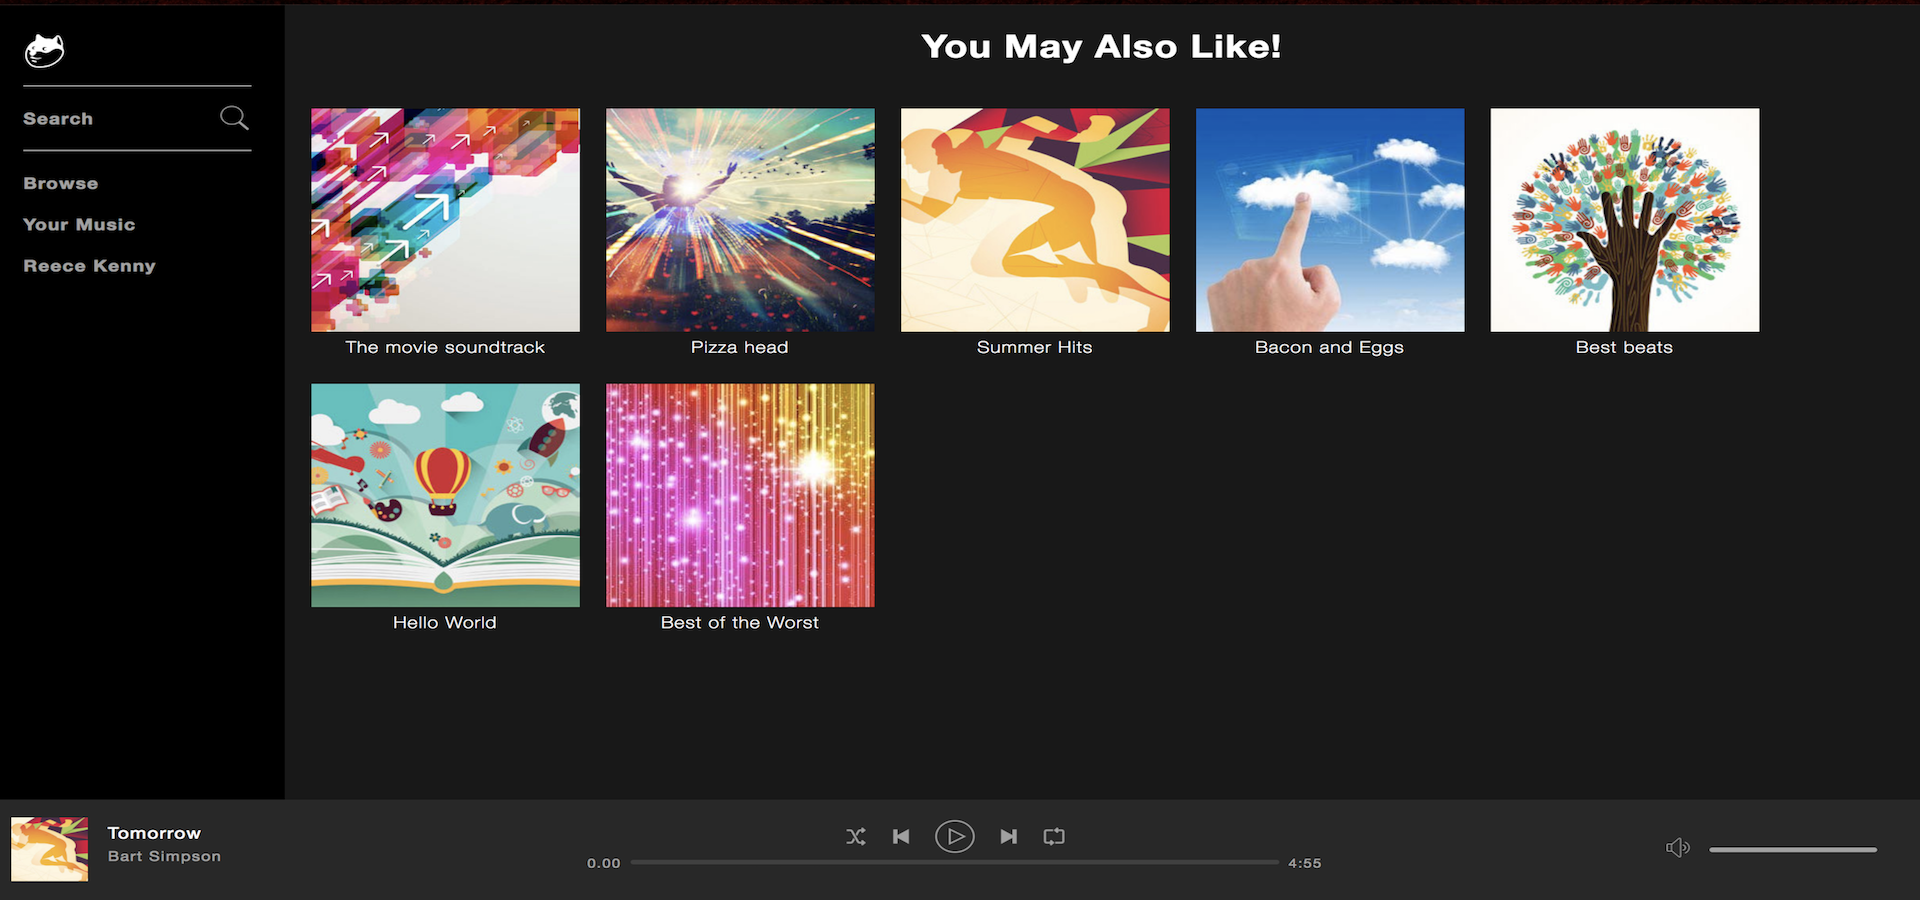 You May Also Like!
Search
Browse
Your Music
Reece Kenny
The movie soundtrack
Pizza head
Summer Hits
Bacon and Eggs
Best beats
Hello World
Best of the Worst
Tomorrow
Bart Simpson
0.00
4:55